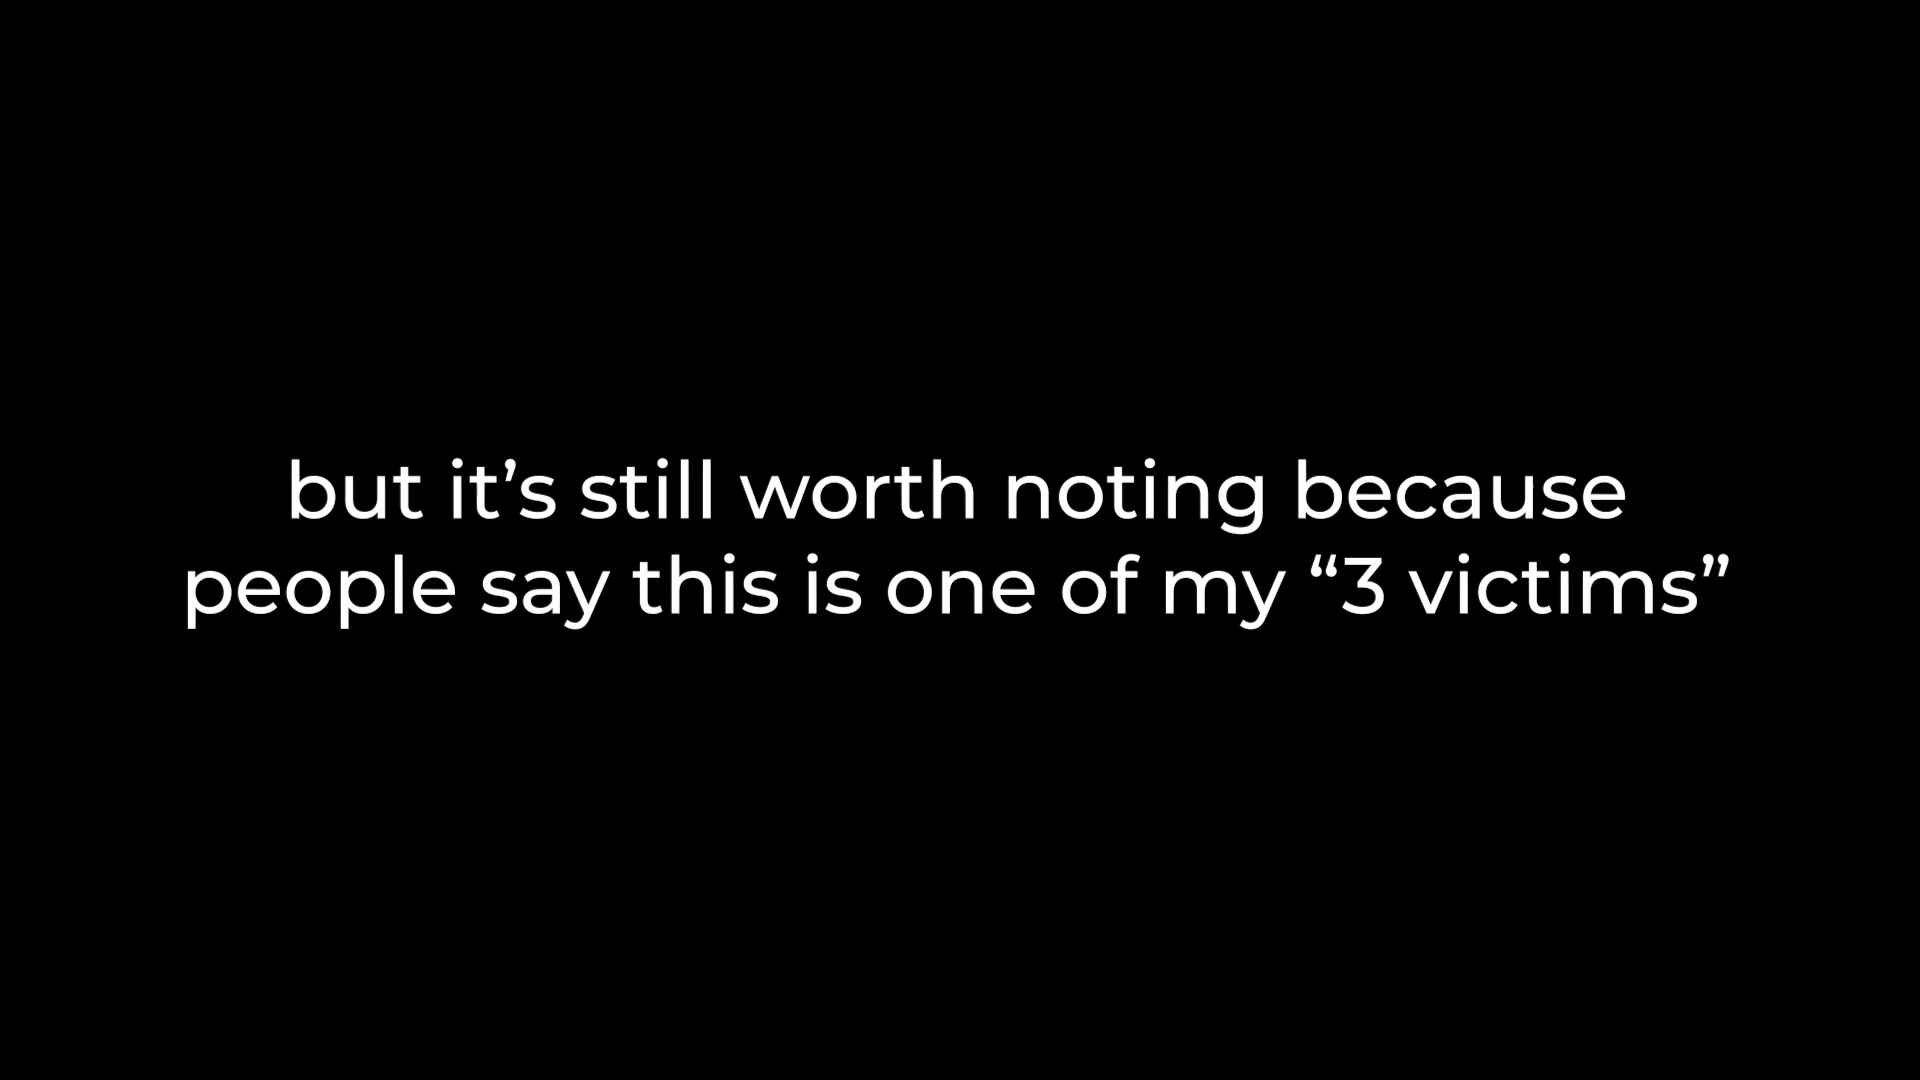 but it’s still worth noting because
people say this is one of my “3 victims”